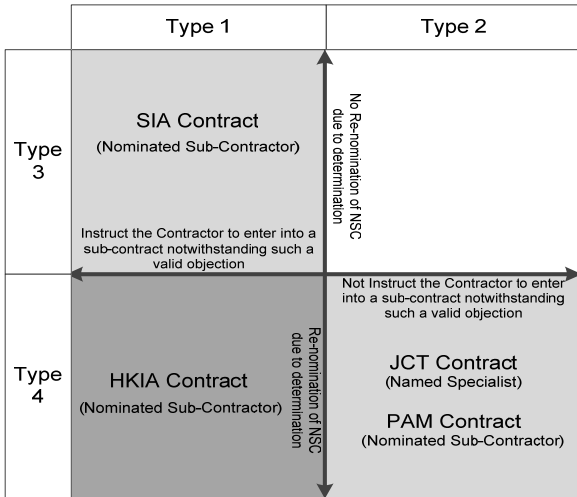 Type 1
Type 2
Type
3
SIA Contract
(Nominated Sub-Contractor)
No Re-nomination of NSC
due to determination
Instruct the Contractor to enter into a
sub-contract notwithstanding such a
valid objection
Not Instruct the Contractor to enter
into a sub-contract notwithstanding
such a valid objection
Type
4
HKIA Contract
(Nominated Sub-Contractor)
Re-nomination of NSC
due to determination
JCT Contract
(Named Specialist)
PAM Contract
(Nominated Sub-Contractor)